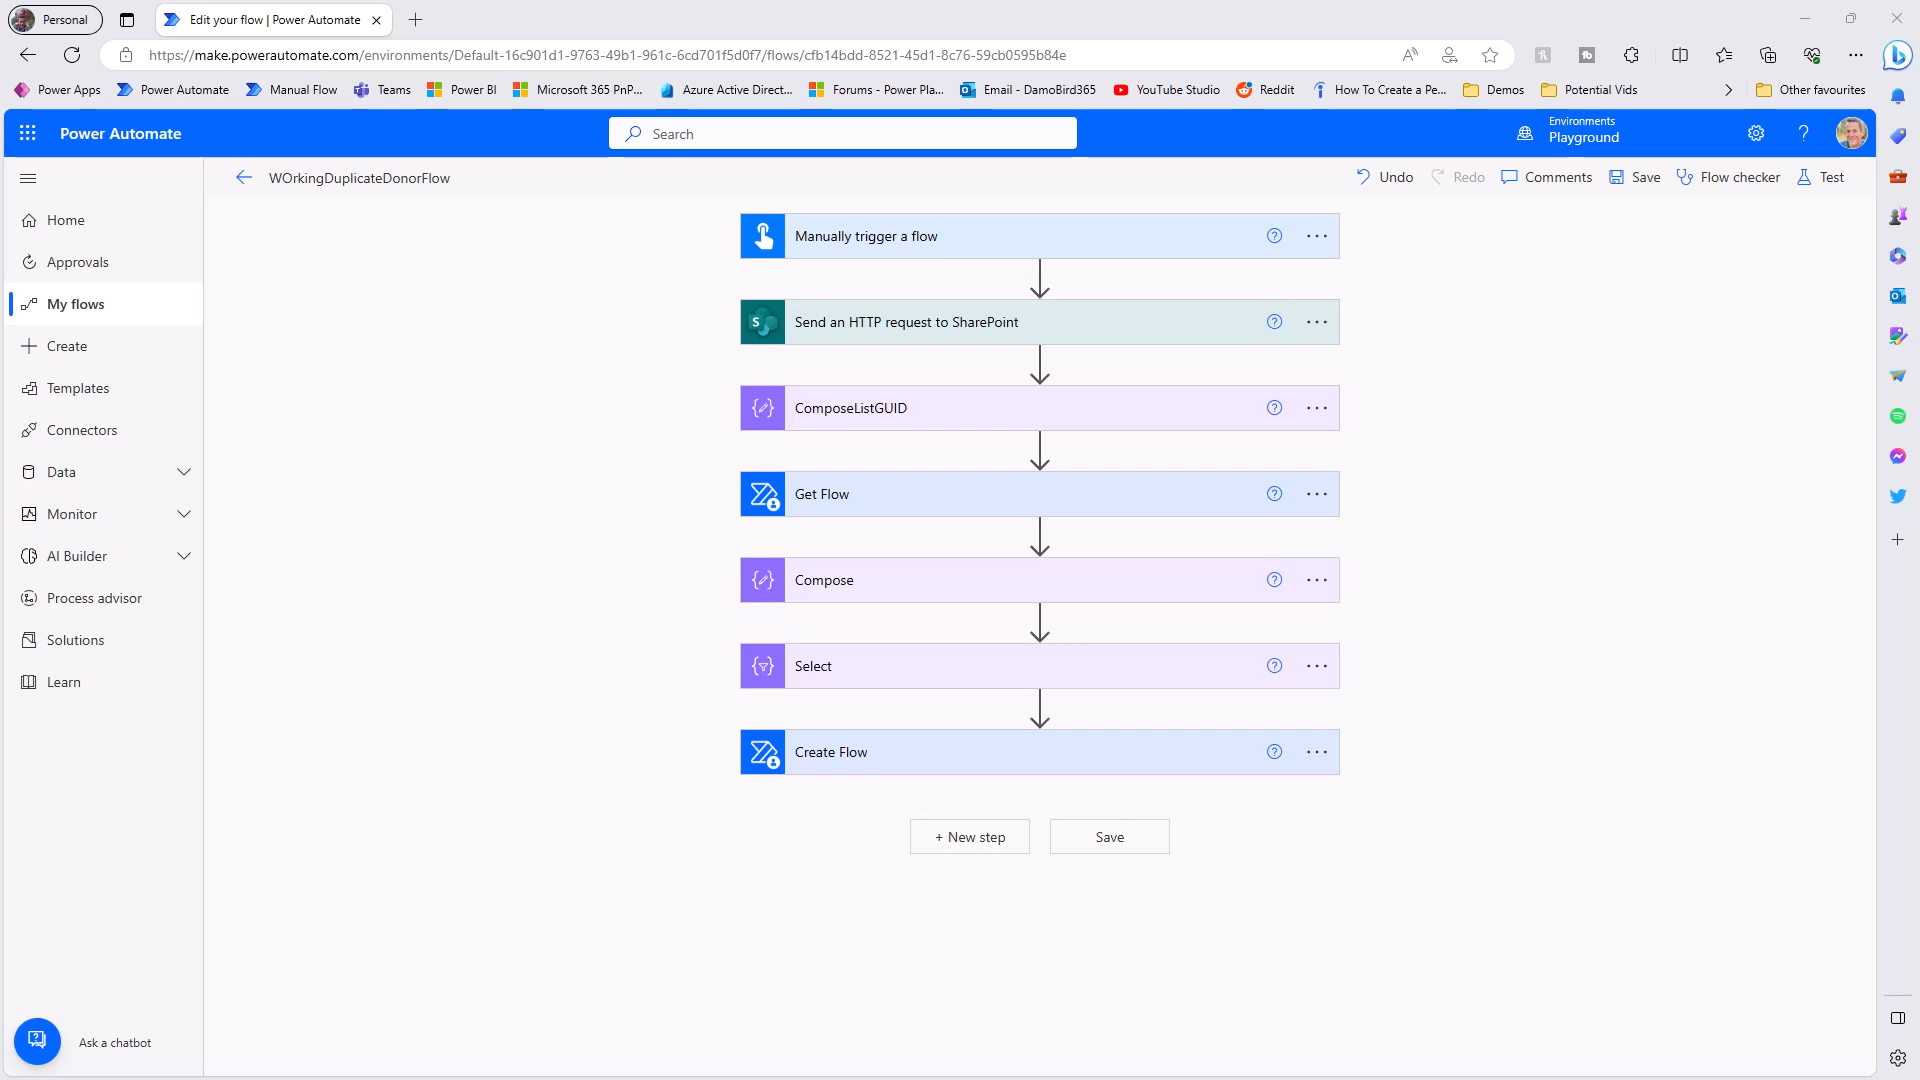 Personal
Edit your flow | Power Automate
https://make.powerautomate.com/environments/Default-16c901d1-9763-49b1-961c-6cd701f5d0f7/flows/cfb14bdd-8521-45d1-8c76-59cb0595b84e
Power Apps
Power Automate
Manual Flow
Teams
Power BI
Microsoft 365 PnP...
Azure Active Direct...
Forums - Power Pla...
Email - DamoBird365
YouTube Studio
Reddit
How To Create a Pe...
Demos
Potential Vids
Other favourites
Power Automate
Search
Environments
Playground
WOrkingDuplicateDonorFlow
Undo
Redo
Comments
Save
Flow checker
Test
Home
Approvals
My flows
Create
Templates
Connectors
Data
Monitor
AI Builder
Process advisor
Solutions
Learn
Ask a chatbot
Manually trigger a flow
Send an HTTP request to SharePoint
ComposeListGUID
Get Flow
Compose
Select
Create Flow
+ New step
Save